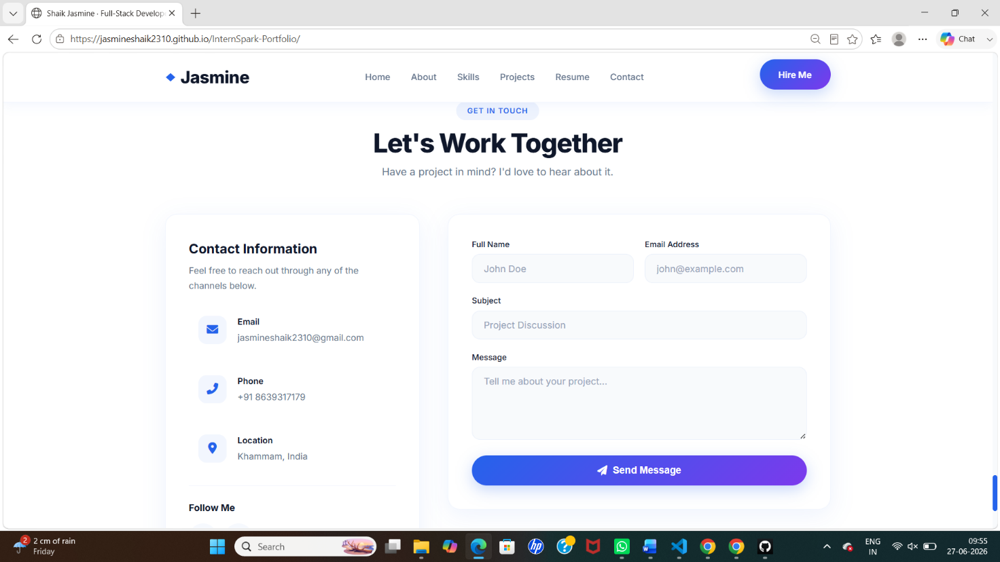 Shaik Jasmine · Full-Stack Develop
https://jasmineshaik2310.github.io/InternSpark-Portfolio/
Chat
Jasmine
Home
About
Skills
Projects
Resume
Contact
Hire Me
GET IN TOUCH
Let's Work Together
Have a project in mind? I'd love to hear about it.
Contact Information
Feel free to reach out through any of the
channels below.
Email
jasmineshaik2310@gmail.com
Phone
+91 8639317179
Location
Khammam, India
Follow Me
Full Name
John Doe
Email Address
john@example.com
Subject
Project Discussion
Message
Tell me about your project...
Send Message
2
2 cm of rain
Friday
Search
hp
W
ENG
IN
09:55
27-06-2026